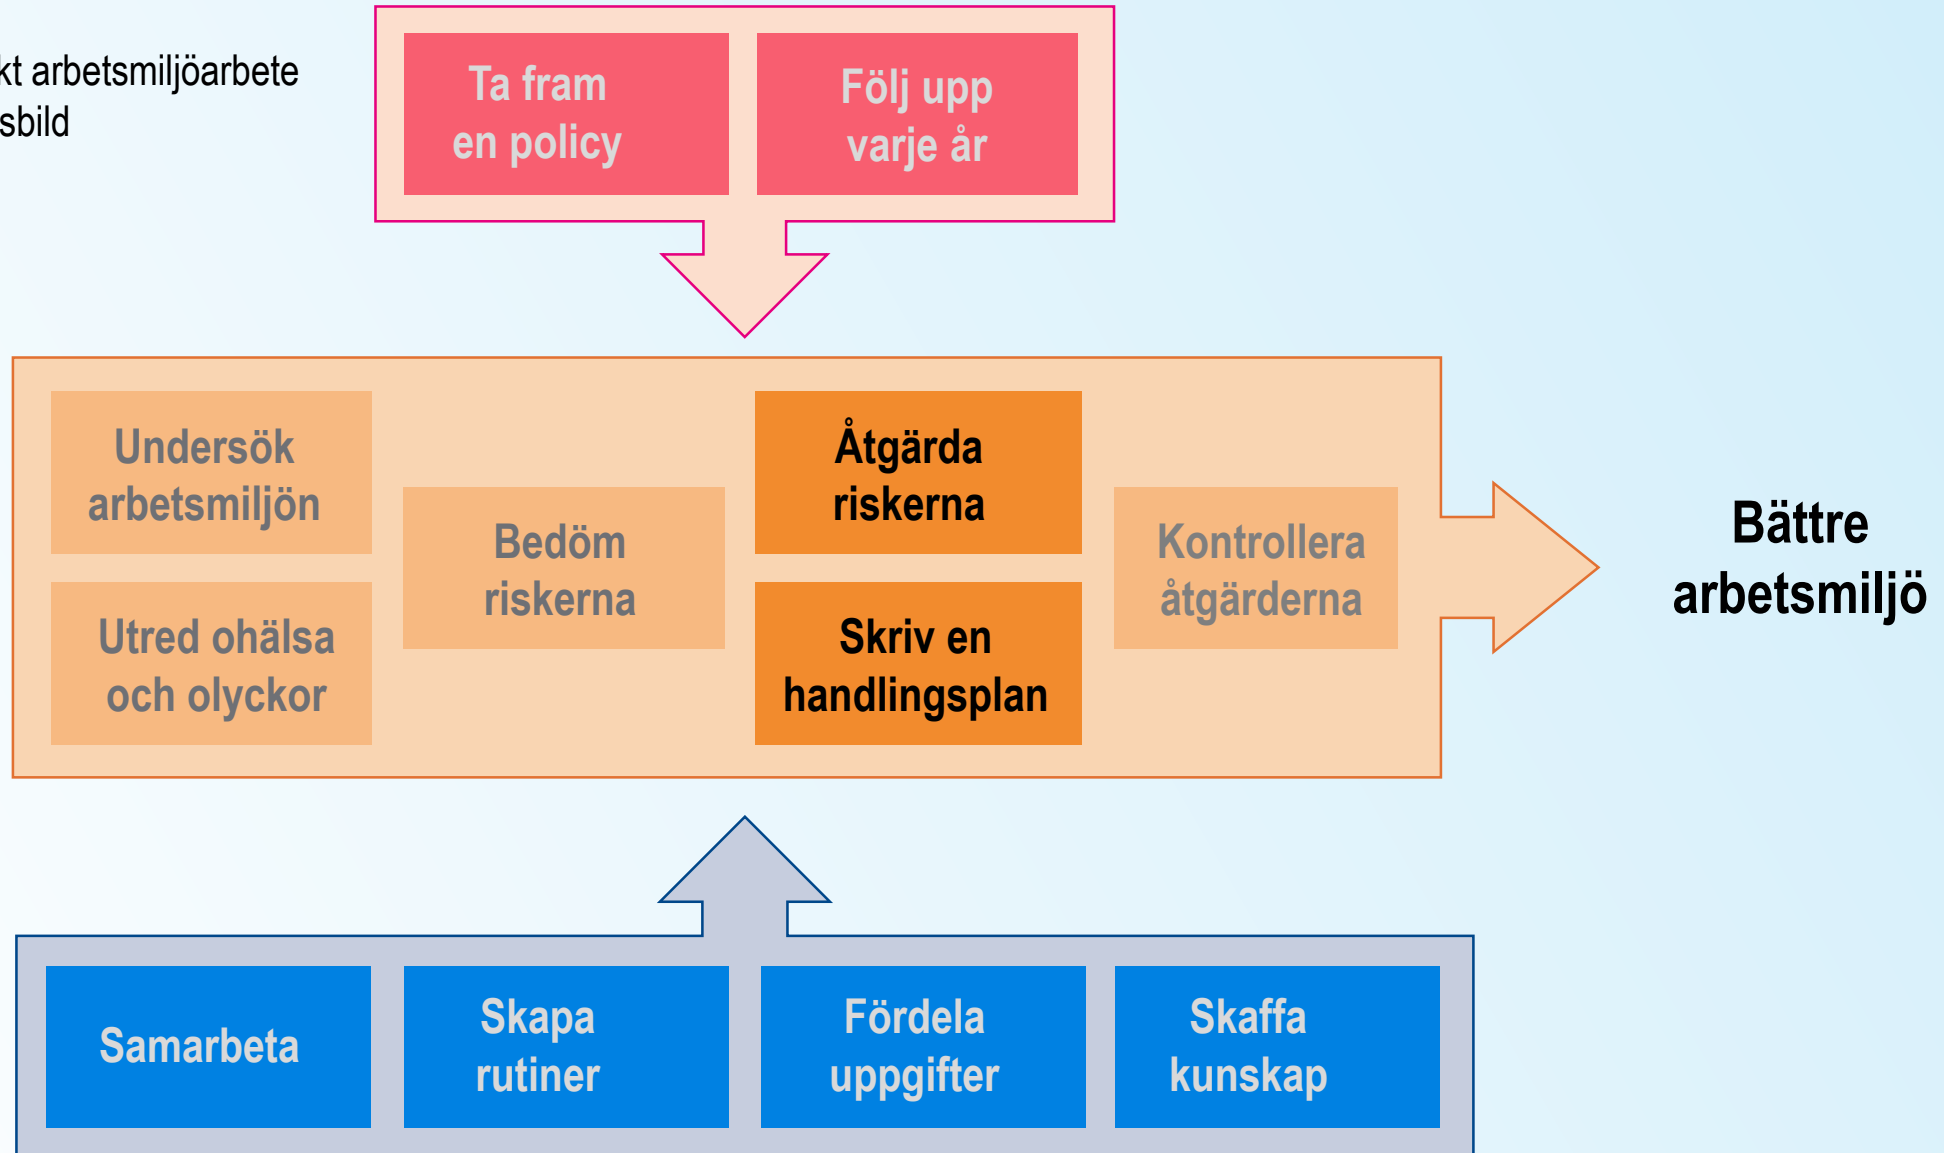 kt arbetsmiljöarbete
sbild
Ta fram
en policy
Följ upp
varje år
Undersök
arbetsmiljön
Utred ohälsa
och olyckor
Bedöm
riskerna
Åtgärda
riskerna
Skriv en
handlingsplan
Kontrollera
åtgärderna
Bättre
arbetsmiljö
Samarbeta
Skapa
rutiner
Fördela
uppgifter
Skaffa
kunskap